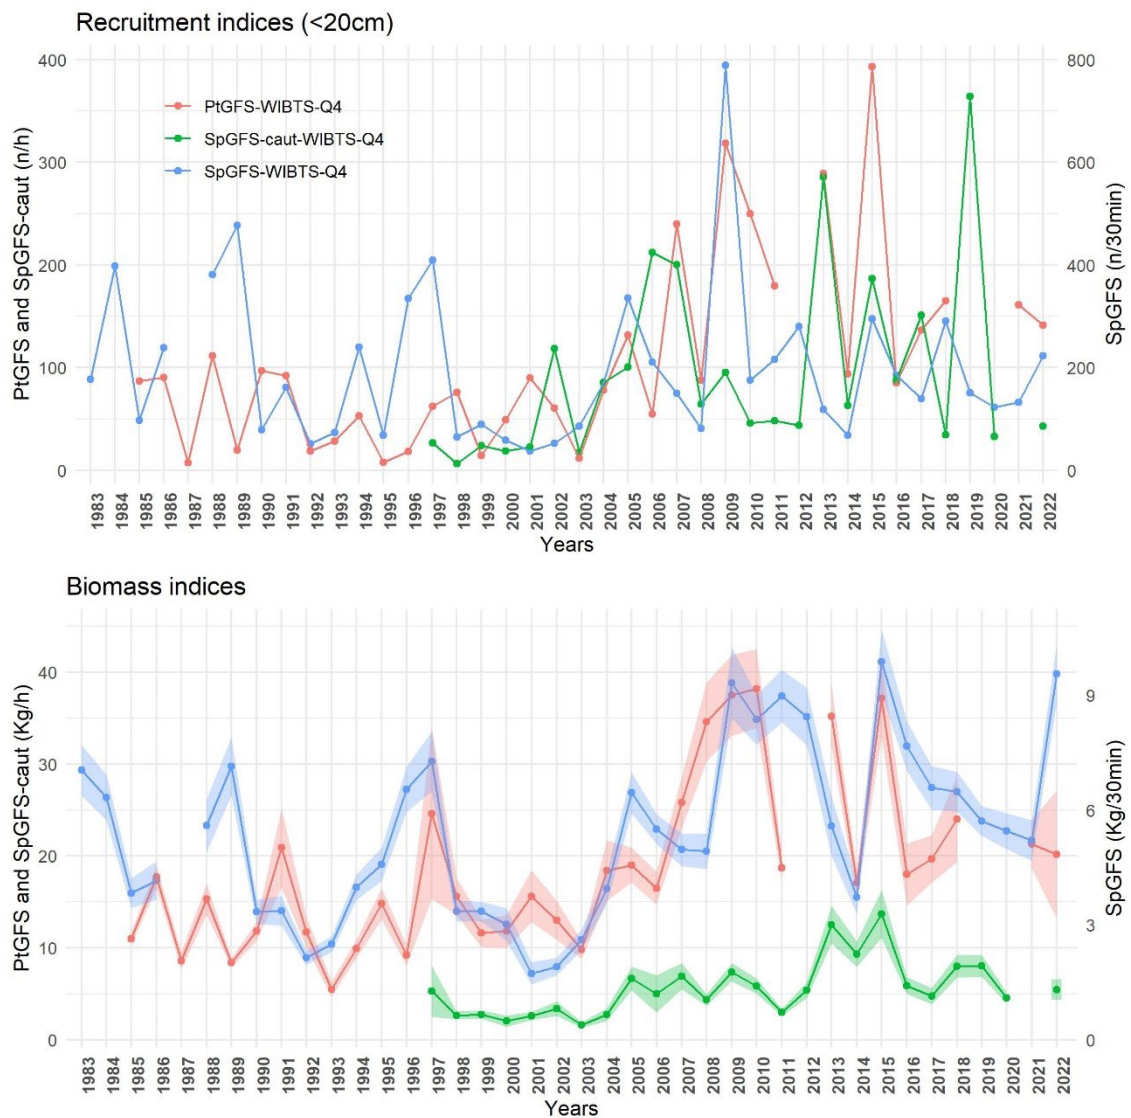 Recruitment indices (<20cm)
PtGFS and SpGFS-caut (n/h)
400
300
200
100
0
PtGFS-WIBTS-Q4
SpGFS-caut-WIBTS-Q4
SpGFS-WIBTS-Q4
800
600
400
200
0
SpGFS (n/30min)
1983 1984 1985 1986 1987 1988 1989 1990 1991 1992 1993 1994 1995 1996 1997 1998 1999 2000 2001 2002 2003 2004 2005 2006 2007 2008 2009 2010 2011 2012 2013 2014 2015 2016 2017 2018 2019 2020 2021 2022
Years
Biomass indices
PtGFS and SpGFS-caut (Kg/h)
40
30
20
10
0
9
6
3
0
SpGFS (Kg/30min)
1983 1984 1985 1986 1987 1988 1989 1990 1991 1992 1993 1994 1995 1996 1997 1998 1999 2000 2001 2002 2003 2004 2005 2006 2007 2008 2009 2010 2011 2012 2013 2014 2015 2016 2017 2018 2019 2020 2021 2022
Years